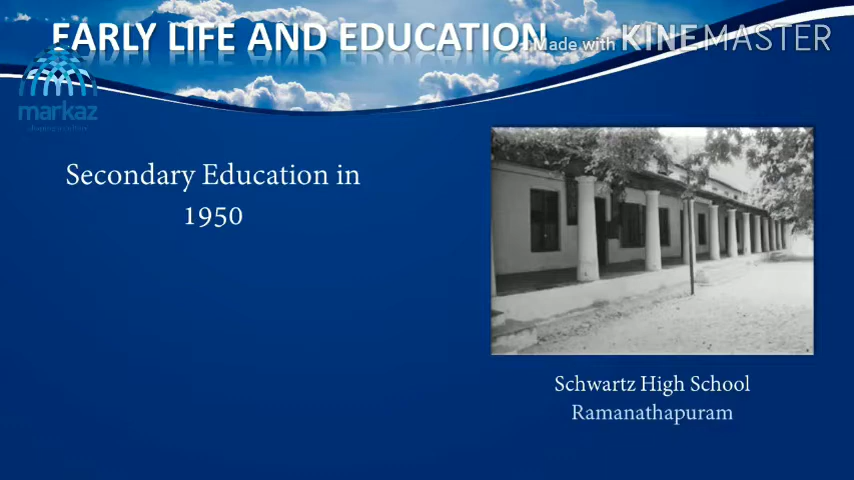 EARLY LIFE AND EDUCATION
Made with KINEMASTER
markaz
Secondary Education in
1950
Schwartz High School
Ramanathapuram